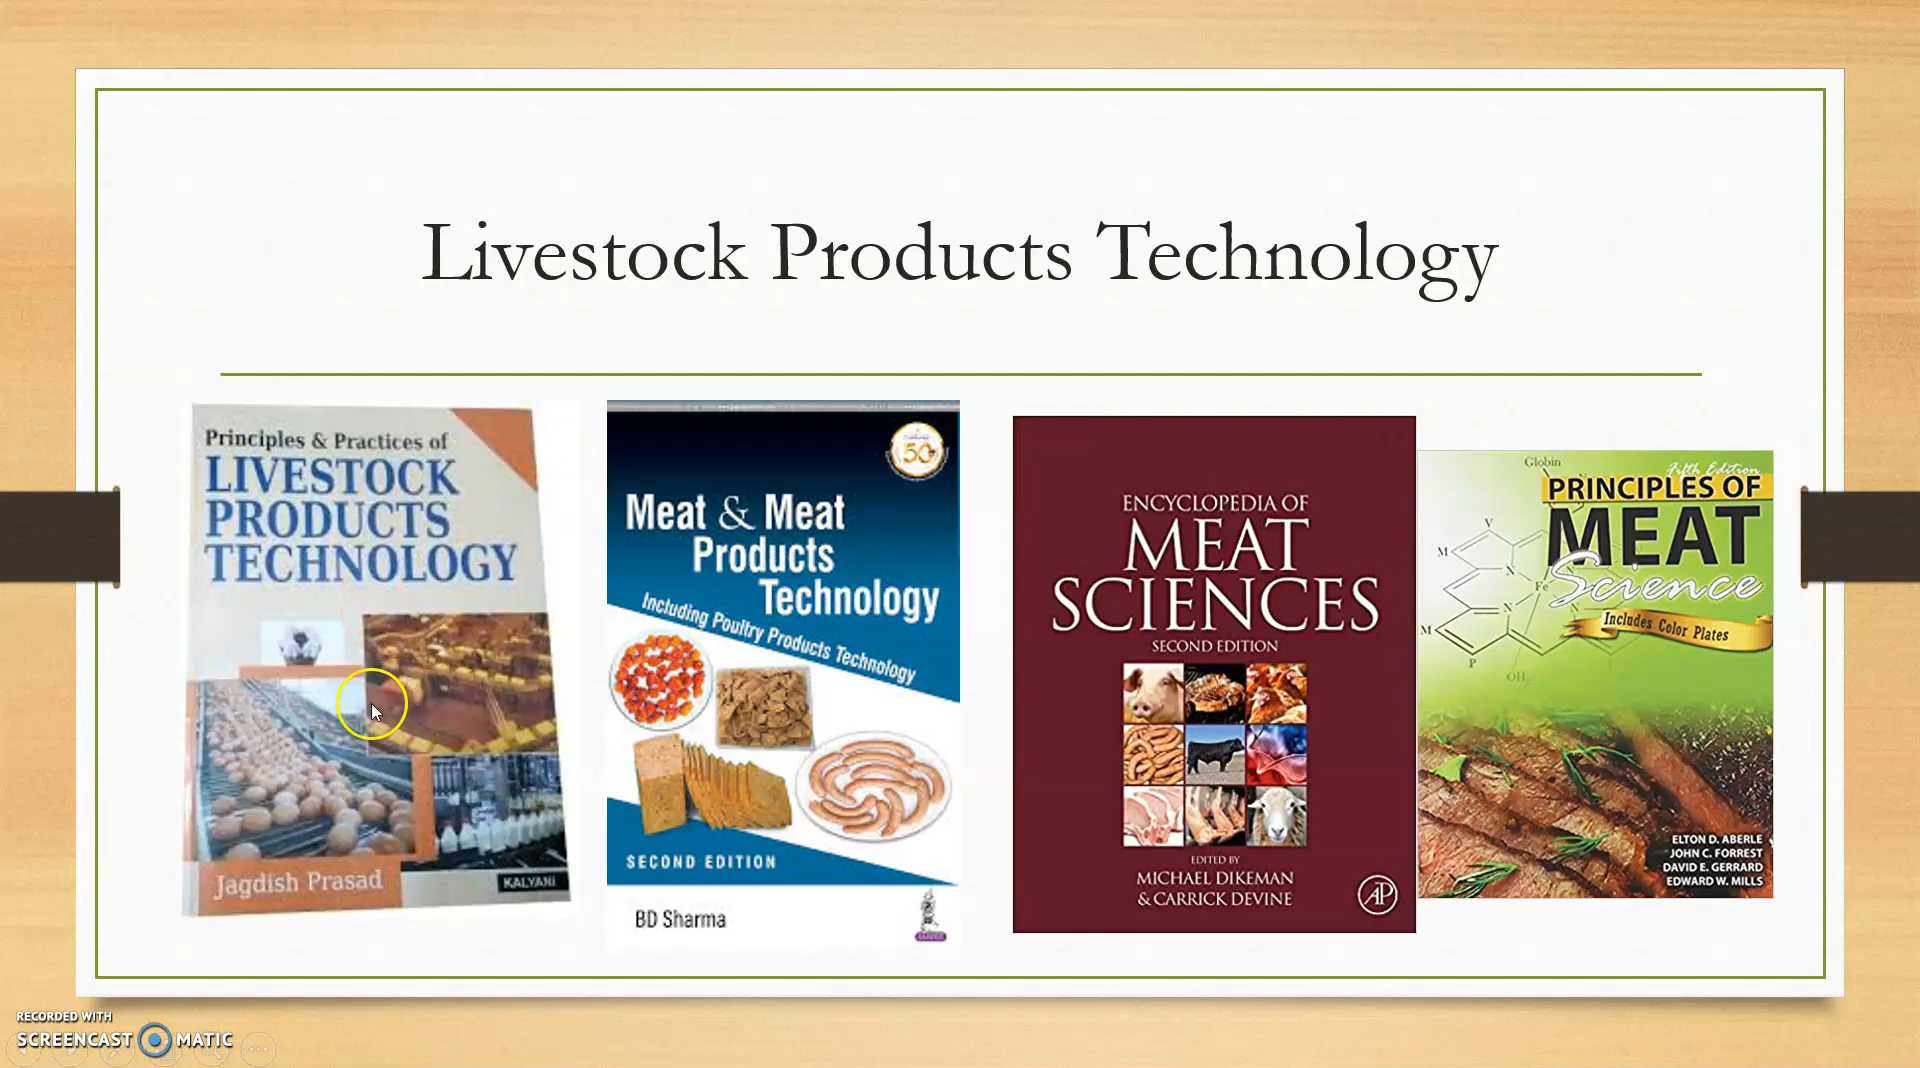 Livestock Products Technology
Principles & Practices of
LIVESTOCK
PRODUCTS
TECHNOLOGY
Jagdish Prasad
KALYANI
50
Meat & Meat
Products
Technology
Including Poultry Products Technology
SECOND EDITION
BD Sharma
ENCYCLOPEDIA OF
MEAT
SCIENCES
SECOND EDITION
EDITED BY
MICHAEL DIKEMAN
& CARRICK DEVINE
AP
Globin
Fifth Edition
PRINCIPLES OF
MEAT
Science
Includes Color Plates
N
V
M
N
N
Fe
N
N
M
P
OH
ELTON D. ABERLE
JOHN C. FORREST
DAVID E. GERRARD
EDWARD W. MILLS
RECORDED WITH
SCREENCAST MATIC